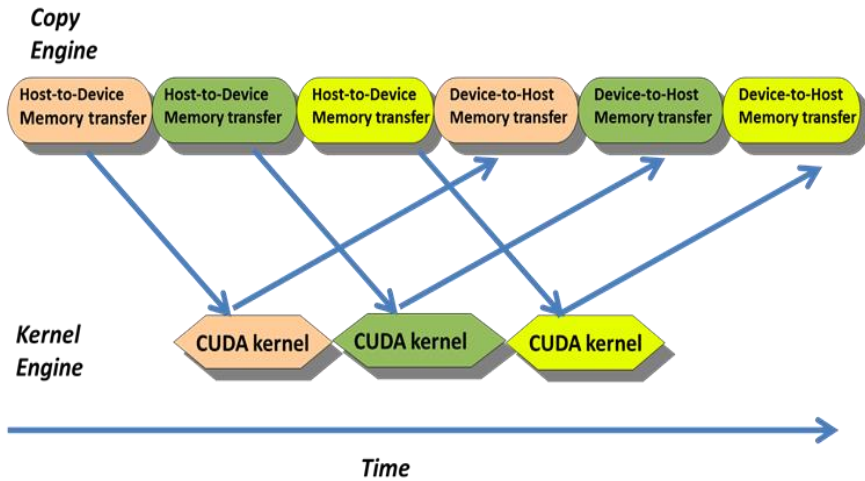 Copy
Engine
Host-to-Device
Memory transfer
Host-to-Device
Memory transfer
Host-to-Device
Memory transfer
Device-to-Host
Memory transfer
Device-to-Host
Memory transfer
Device-to-Host
Memory transfer
Kernel
Engine
CUDA kernel
CUDA kernel
CUDA kernel
Time